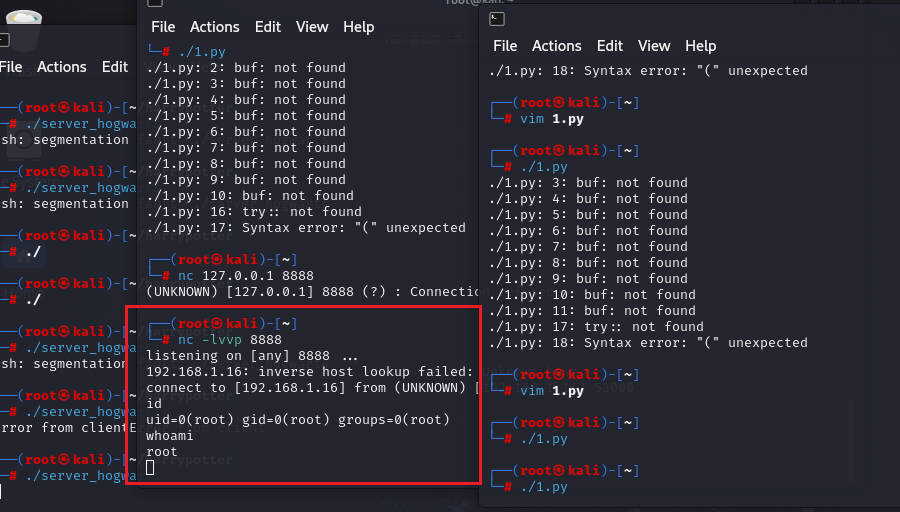 File Actions Edit
──(root㉿kali)-[~
─# ./server_hogwa
sh: segmentation
──(root㉿kali)-[~
─# ./server_hogwa
sh: segmentation
──(root㉿kali)-[~
─# ./
──(root㉿kali)-[~
─# ./
──(root㉿kali)-[~
─# ./server_hogwa
sh: segmentation
──(root㉿kali)-[~
─# ./server_hogwa
rror from clientE
──(root㉿kali)-[~
─# ./server_hogwa
File Actions Edit View Help
└─# ./1.py
./1.py: 2: buf: not found
./1.py: 3: buf: not found
./1.py: 4: buf: not found
./1.py: 5: buf: not found
./1.py: 6: buf: not found
./1.py: 7: buf: not found
./1.py: 8: buf: not found
./1.py: 9: buf: not found
./1.py: 10: buf: not found
./1.py: 16: try:: not found
./1.py: 17: Syntax error: "(" unexpected
┌──(root㉿kali)-[~]
└─# nc 127.0.0.1 8888
(UNKNOWN) [127.0.0.1] 8888 (?) : Connectio
┌──(root㉿kali)-[~]
└─# nc -lvvp 8888
listening on [any] 8888 ...
192.168.1.16: inverse host lookup failed:
connect to [192.168.1.16] from (UNKNOWN) [
id
uid=0(root) gid=0(root) groups=0(root)
whoami
root
File Actions Edit View Help
./1.py: 18: Syntax error: "(" unexpected
┌──(root㉿kali)-[~]
└─# vim 1.py
┌──(root㉿kali)-[~]
└─# ./1.py
./1.py: 3: buf: not found
./1.py: 4: buf: not found
./1.py: 5: buf: not found
./1.py: 6: buf: not found
./1.py: 7: buf: not found
./1.py: 8: buf: not found
./1.py: 9: buf: not found
./1.py: 10: buf: not found
./1.py: 11: buf: not found
./1.py: 17: try:: not found
./1.py: 18: Syntax error: "(" unexpected
┌──(root㉿kali)-[~]
└─# vim 1.py
┌──(root㉿kali)-[~]
└─# ./1.py
┌──(root㉿kali)-[~]
└─# ./1.py